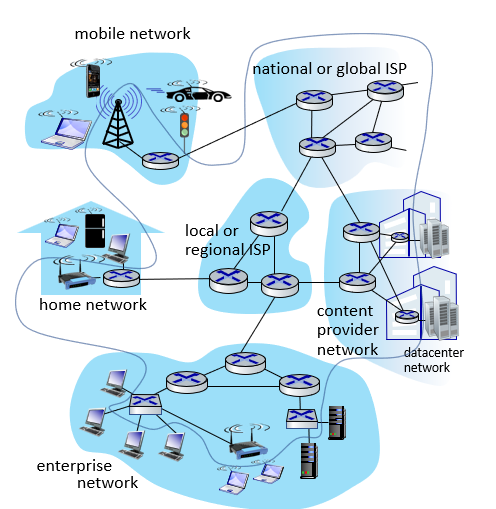 mobile network
national or global ISP
local or
regional ISP
home network
content
provider
network
datacenter
network
enterprise
network